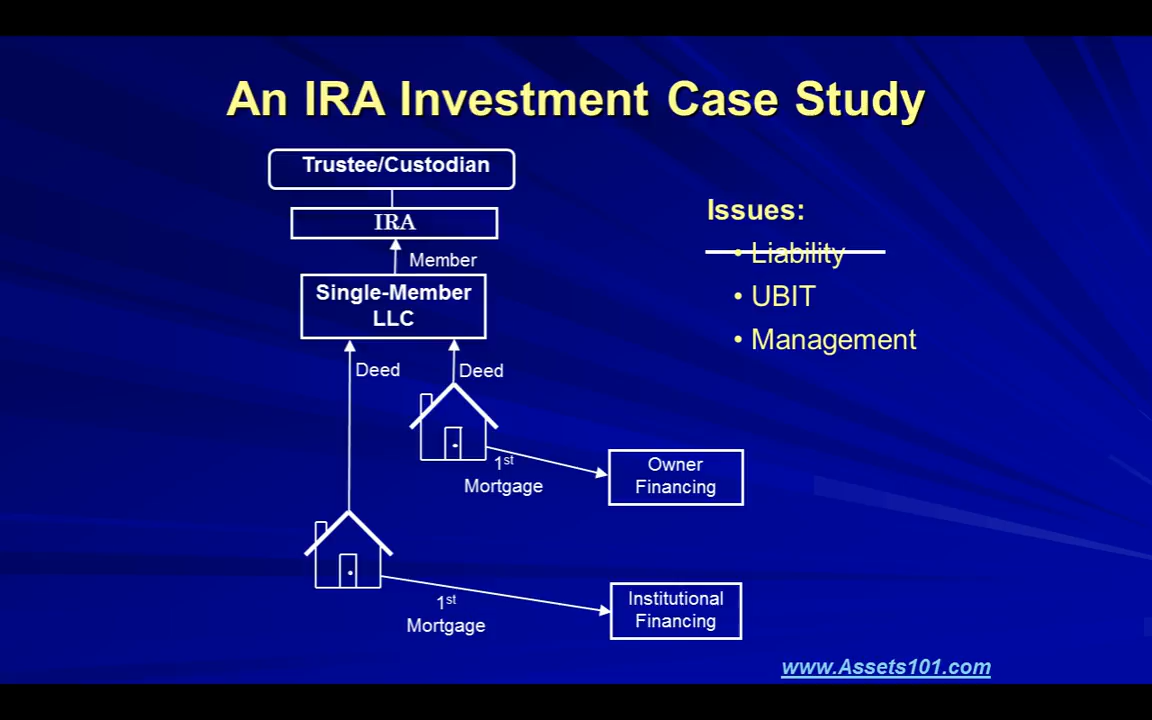 An IRA Investment Case Study
Trustee/Custodian
IRA
Member
Single-Member
LLC
Deed
Deed
1st
Mortgage
Owner
Financing
1st
Mortgage
Institutional
Financing
Issues:
• Liability
• UBIT
• Management
www.Assets101.com